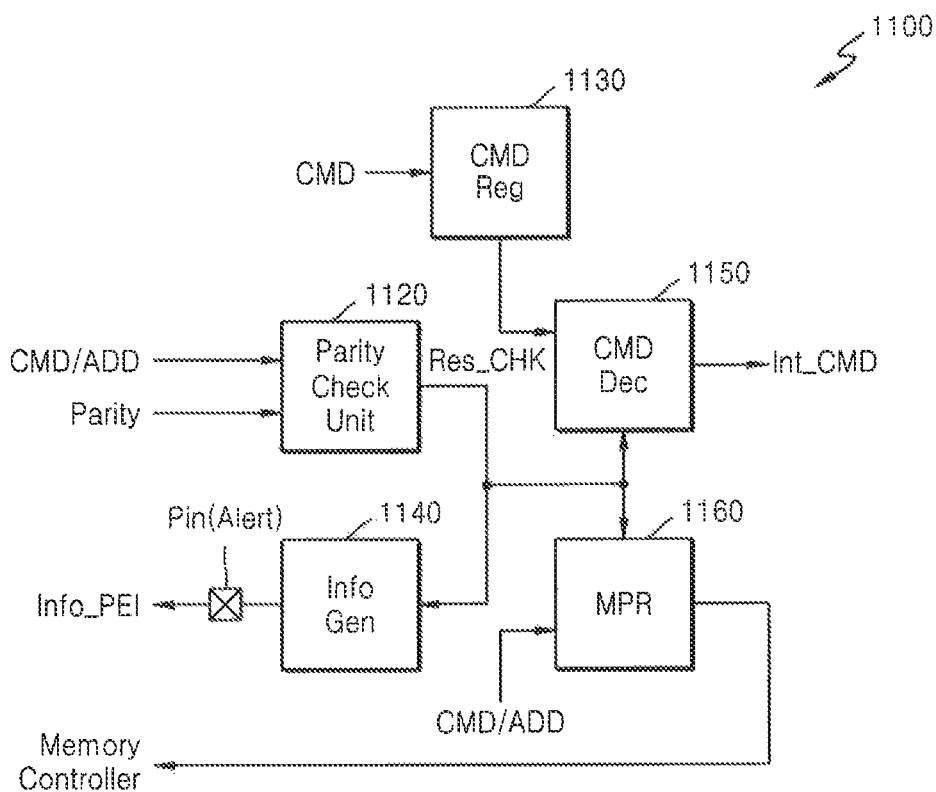 1100
1130
CMD
CMD
Reg
1120
1150
CMD/ADD
Parity
Parity
Check
Unit
Res_CHK
CMD
Dec
Int_CMD
Pin(Alert)
1140
1160
Info_PEI
Info
Gen
MPR
CMD/ADD
Memory
Controller